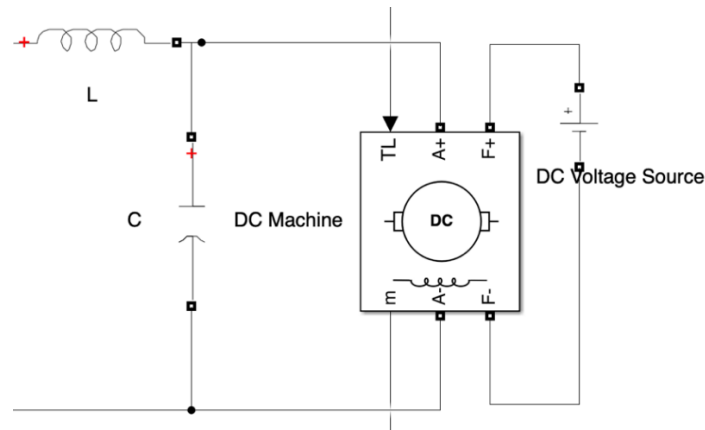 +
L
+
C
DC Machine
TL
A+
F+
DC
m
A-
F-
+
DC Voltage Source